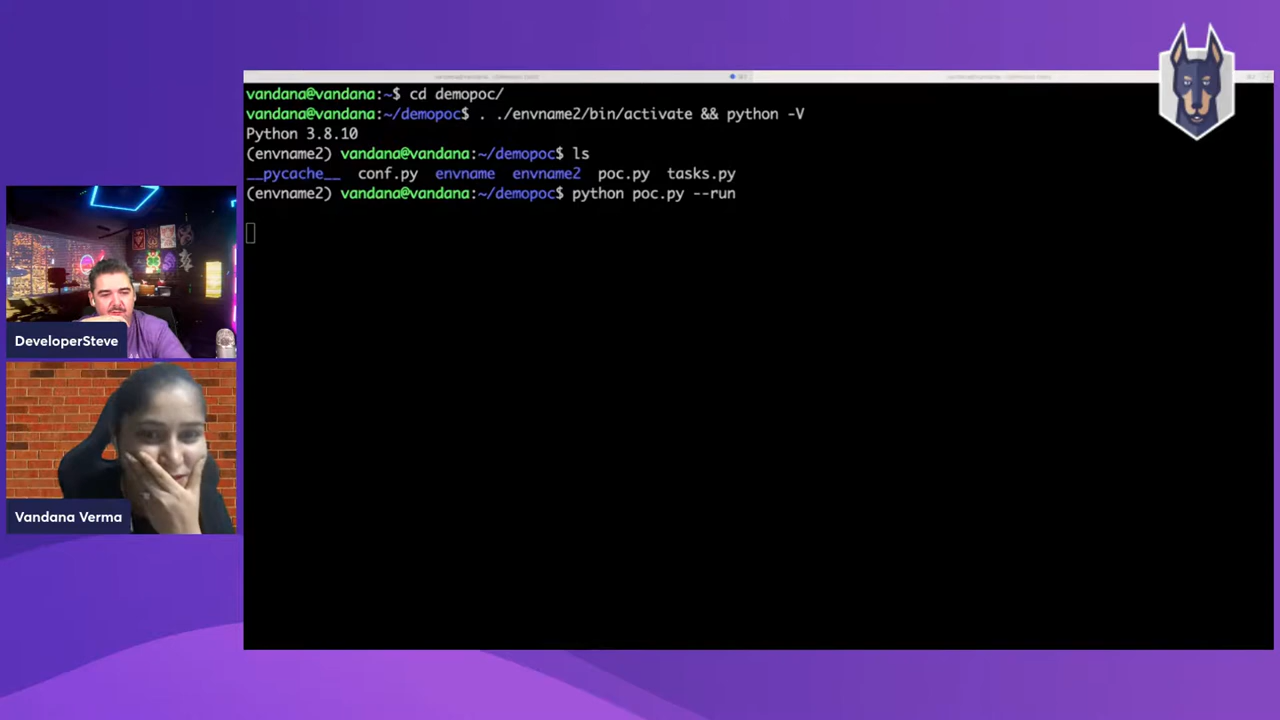 vandana@vandana:~$ cd demopoc/
vandana@vandana:~/demopoc$ . ./envname2/bin/activate && python -V
Python 3.8.10
(envname2) vandana@vandana:~/demopoc$ ls
__pycache__ conf.py envname envname2 poc.py tasks.py
(envname2) vandana@vandana:~/demopoc$ python poc.py --run
DeveloperSteve
Vandana Verma